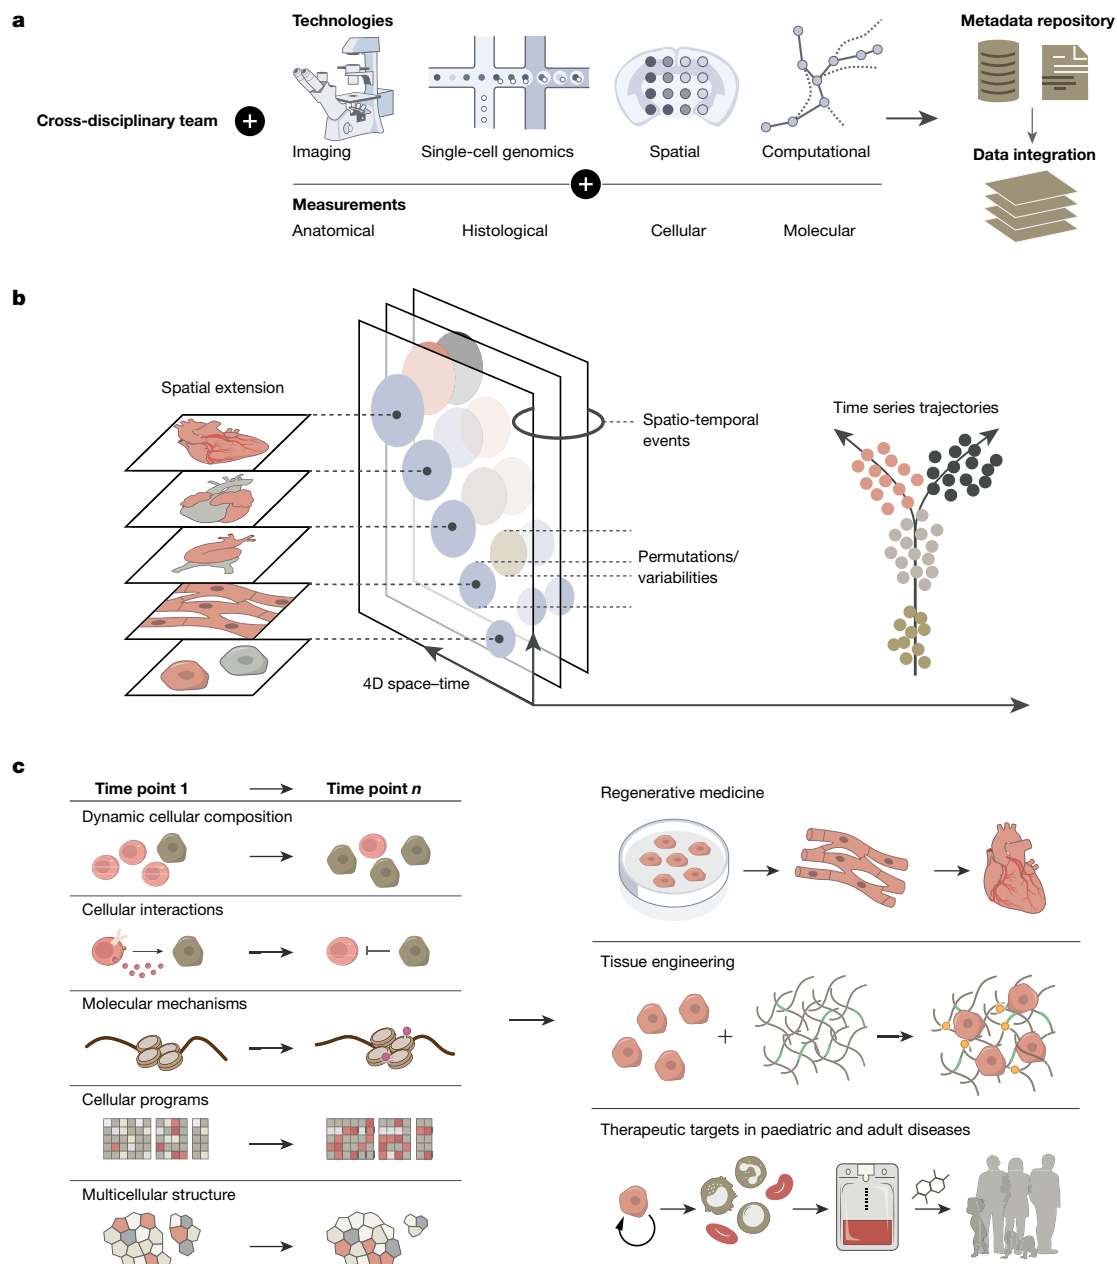 a
Technologies
Metadata repository
Cross-disciplinary team
Imaging
Single-cell genomics
Spatial
Computational
Data integration
Measurements
Anatomical
Histological
Cellular
Molecular
b
Spatial extension
Spatio-temporal
events
Time series trajectories
Permutations/
variabilities
4D space–time
c
Time point 1
Time point n
Dynamic cellular composition
Cellular interactions
Molecular mechanisms
Cellular programs
Multicellular structure
Regenerative medicine
Tissue engineering
Therapeutic targets in paediatric and adult diseases